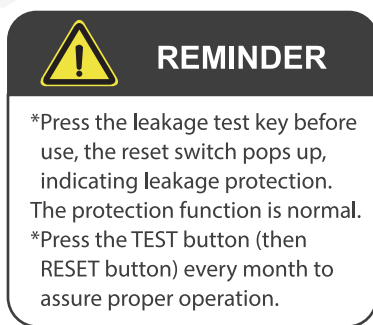 REMINDER
*Press the leakage test key before
use, the reset switch pops up,
indicating leakage protection.
The protection function is normal.
*Press the TEST button (then
RESET button) every month to
assure proper operation.